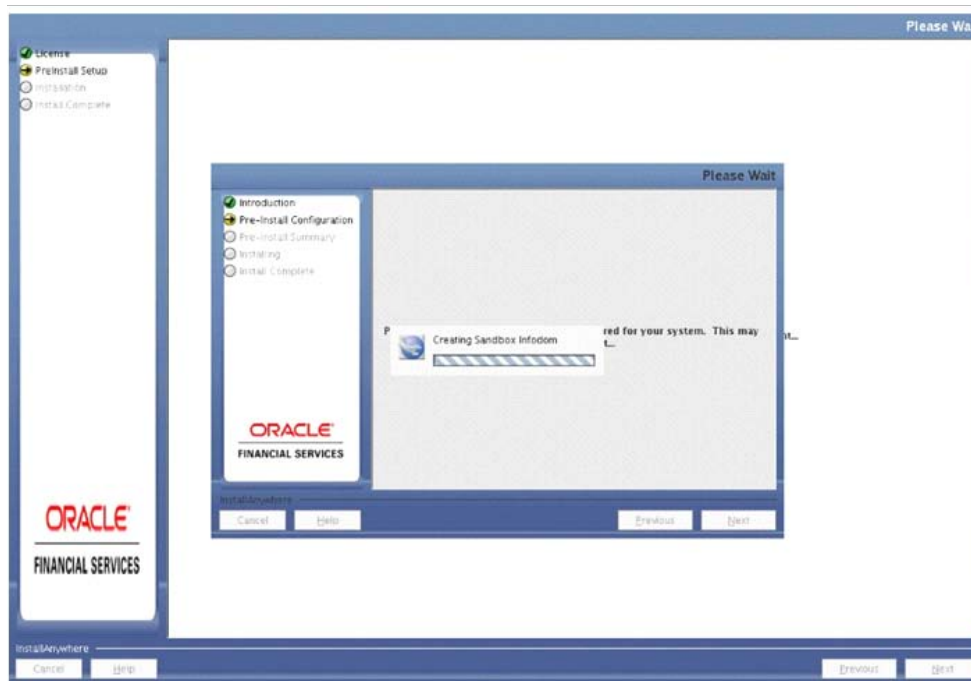 Please Wa
License
PreInstall Setup
Installation
Install Complete
Please Wait
Introduction
Pre-Install Configuration
Pre-install Summary
Installing
Install Complete
P
red for your system. This may
t...
nt...
Creating Sandbox Infodom
ORACLE
FINANCIAL SERVICES
InstallAnywhere
Cancel
Help
Previous
Next
ORACLE
FINANCIAL SERVICES
InstallAnywhere
Cancel
Help
Previous
Next